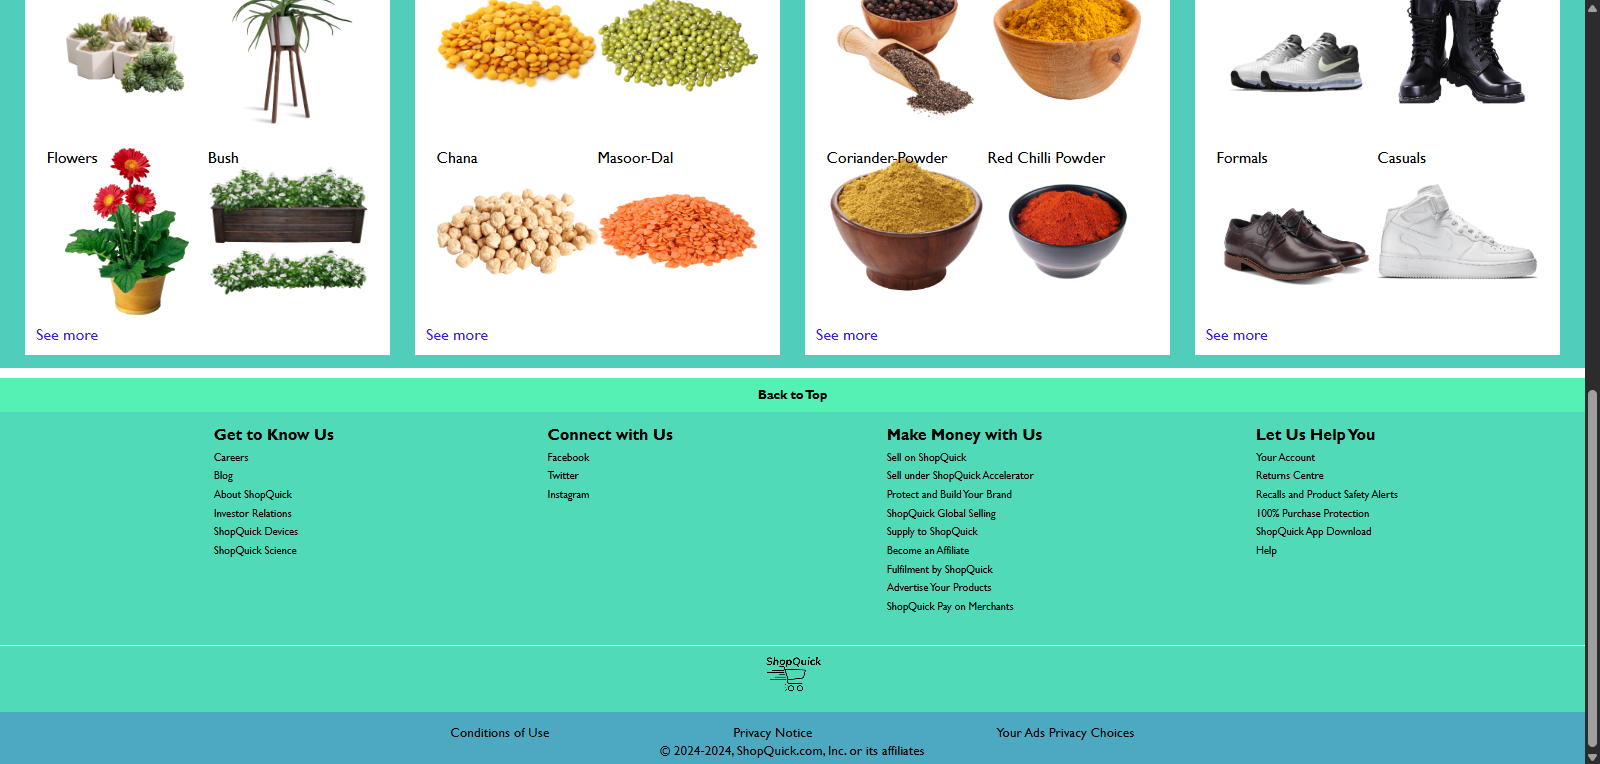 Flowers Bush
Chana Masoor-Dal
Coriander-Powder Red Chilli Powder
Formals Casuals
See more
See more
See more
See more
Back to Top
Get to Know Us
Careers
Blog
About ShopQuick
Investor Relations
ShopQuick Devices
ShopQuick Science
Connect with Us
Facebook
Twitter
Instagram
Make Money with Us
Sell on ShopQuick
Sell under ShopQuick Accelerator
Protect and Build Your Brand
ShopQuick Global Selling
Supply to ShopQuick
Become an Affiliate
Fulfilment by ShopQuick
Advertise Your Products
ShopQuick Pay on Merchants
Let Us Help You
Your Account
Returns Centre
Recalls and Product Safety Alerts
100% Purchase Protection
ShopQuick App Download
Help
ShopQuick
Conditions of Use Privacy Notice Your Ads Privacy Choices
© 2024-2024, ShopQuick.com, Inc. or its affiliates